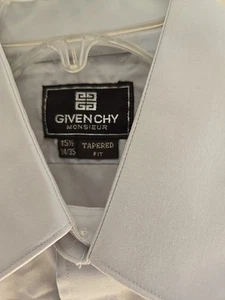 GIVENCHY
MONSIEUR
15½ TAPERED
34/35 FIT